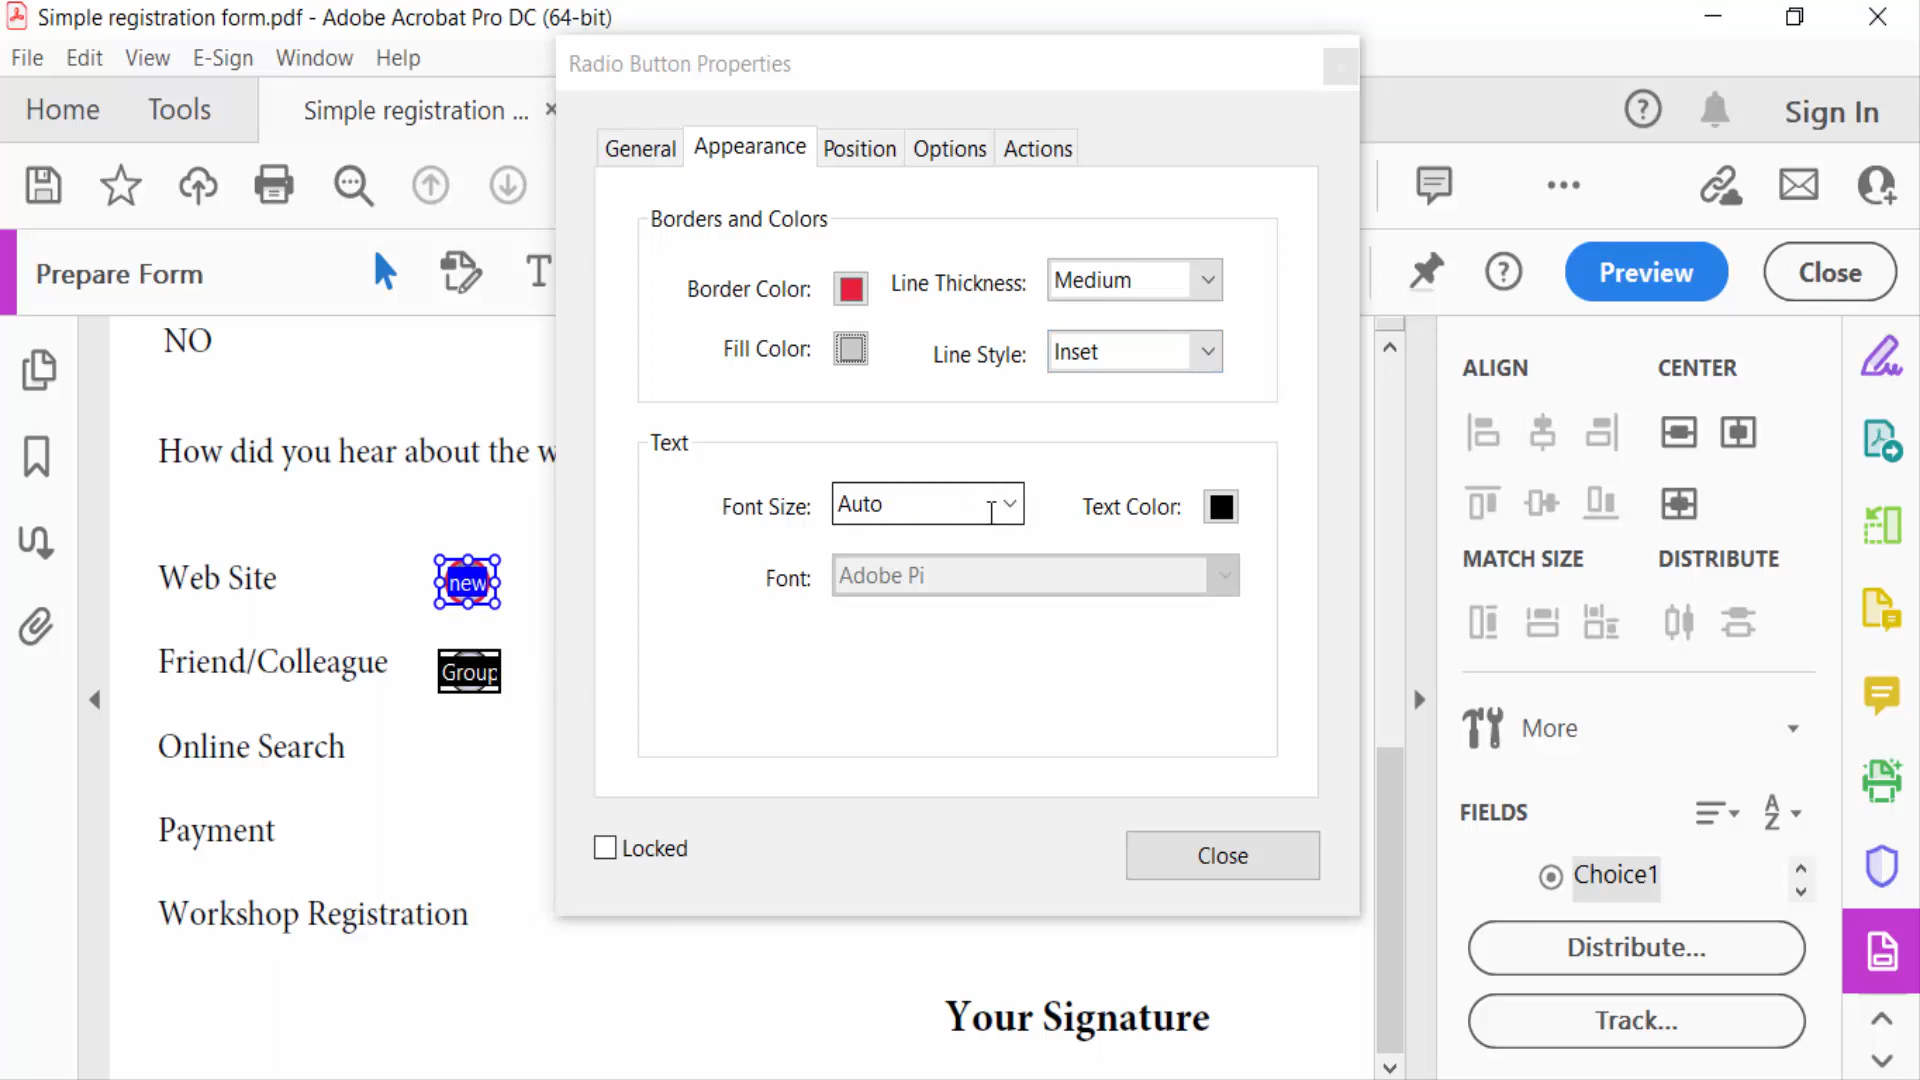 Simple registration form.pdf - Adobe Acrobat Pro DC (64-bit)
File Edit View E-Sign Window Help
Home Tools Simple registration ... ×
Sign In
Prepare Form
Preview Close
Radio Button Properties
General Appearance Position Options Actions
Borders and Colors
Border Color: Line Thickness: Medium
Fill Color: Line Style: Inset
Text
Font Size: Auto Text Color:
Font: Adobe Pi
Locked Close
NO
How did you hear about the w
Web Site new
Friend/Colleague Group
Online Search
Payment
Workshop Registration
Your Signature
ALIGN CENTER
MATCH SIZE DISTRIBUTE
More
FIELDS
Choice1
Distribute...
Track...